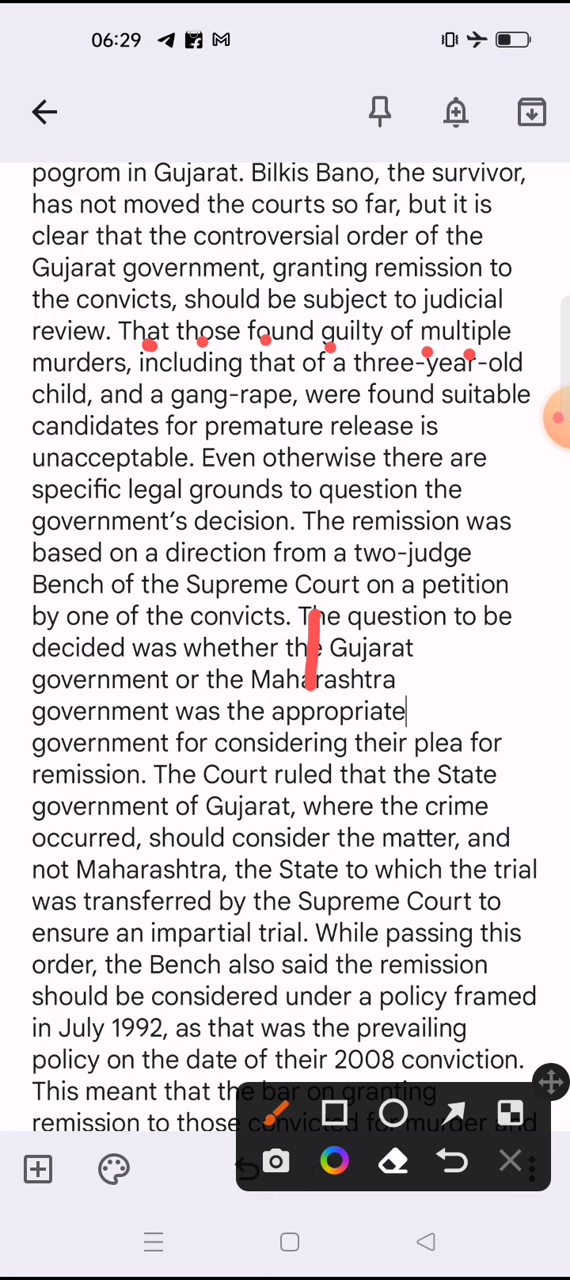 06:29
pogrom in Gujarat. Bilkis Bano, the survivor,
has not moved the courts so far, but it is
clear that the controversial order of the
Gujarat government, granting remission to
the convicts, should be subject to judicial
review. That those found guilty of multiple
murders, including that of a three-year-old
child, and a gang-rape, were found suitable
candidates for premature release is
unacceptable. Even otherwise there are
specific legal grounds to question the
government’s decision. The remission was
based on a direction from a two-judge
Bench of the Supreme Court on a petition
by one of the convicts. The question to be
decided was whether the Gujarat
government or the Maharashtra
government was the appropriate
government for considering their plea for
remission. The Court ruled that the State
government of Gujarat, where the crime
occurred, should consider the matter, and
not Maharashtra, the State to which the trial
was transferred by the Supreme Court to
ensure an impartial trial. While passing this
order, the Bench also said the remission
should be considered under a policy framed
in July 1992, as that was the prevailing
policy on the date of their 2008 conviction.
This meant that the bar on granting
remission to those convicted for murder and